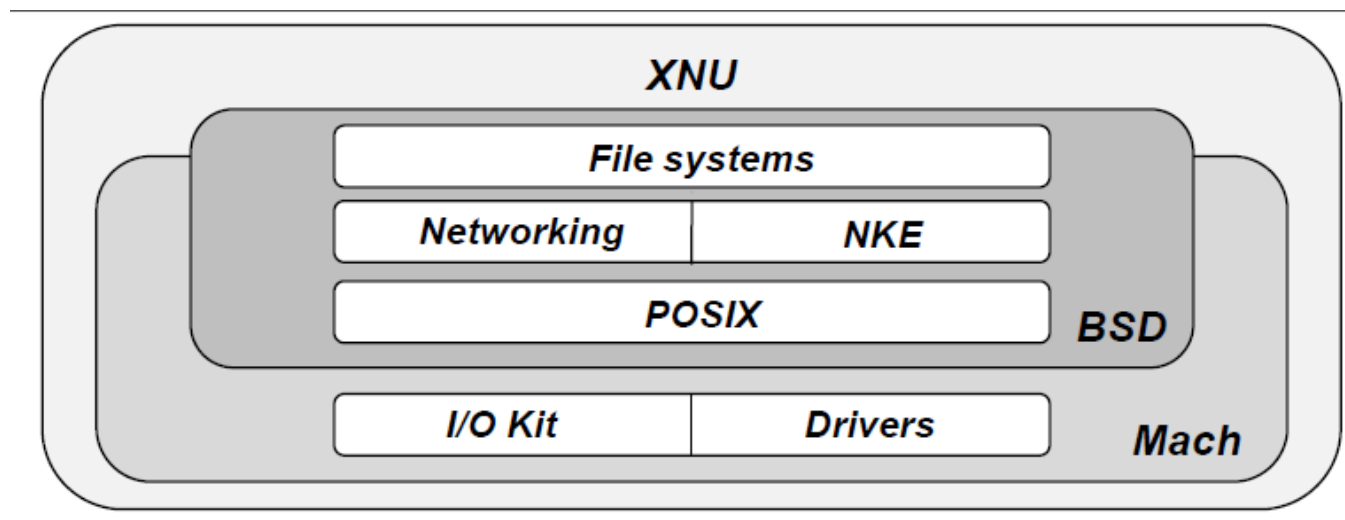 XNU
File systems
Networking NKE
POSIX
BSD
I/O Kit Drivers
Mach